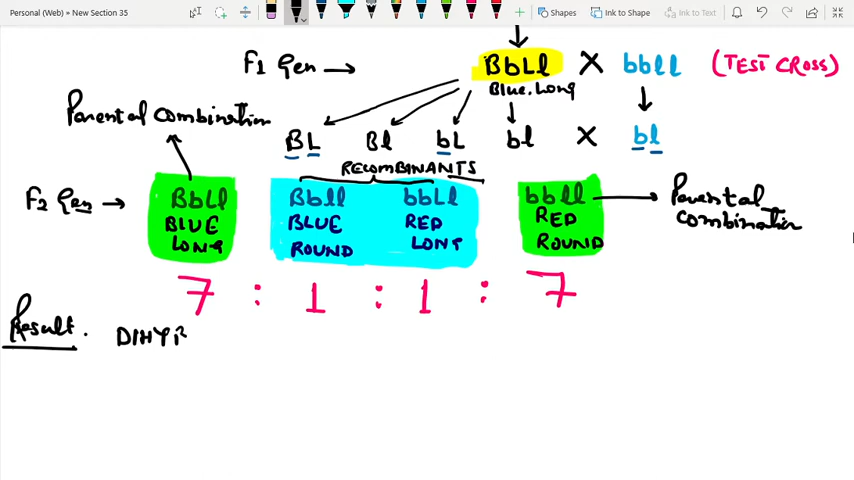 Personal (Web) » New Section 35
Shapes
Ink to Shape
Ink to Text
F1 Gen → BbLl X bbll (TEST CROSS)
Blue, Long
Parental Combination
BL Bl bL bl X bl
RECOMBINANTS
F2 Gen → BbLl Bbll bbLl bbll → Parental combination
BLUE BLUE RED RED
LONG ROUND LONG ROUND
7 : 1 : 1 : 7
Result. DIHYB